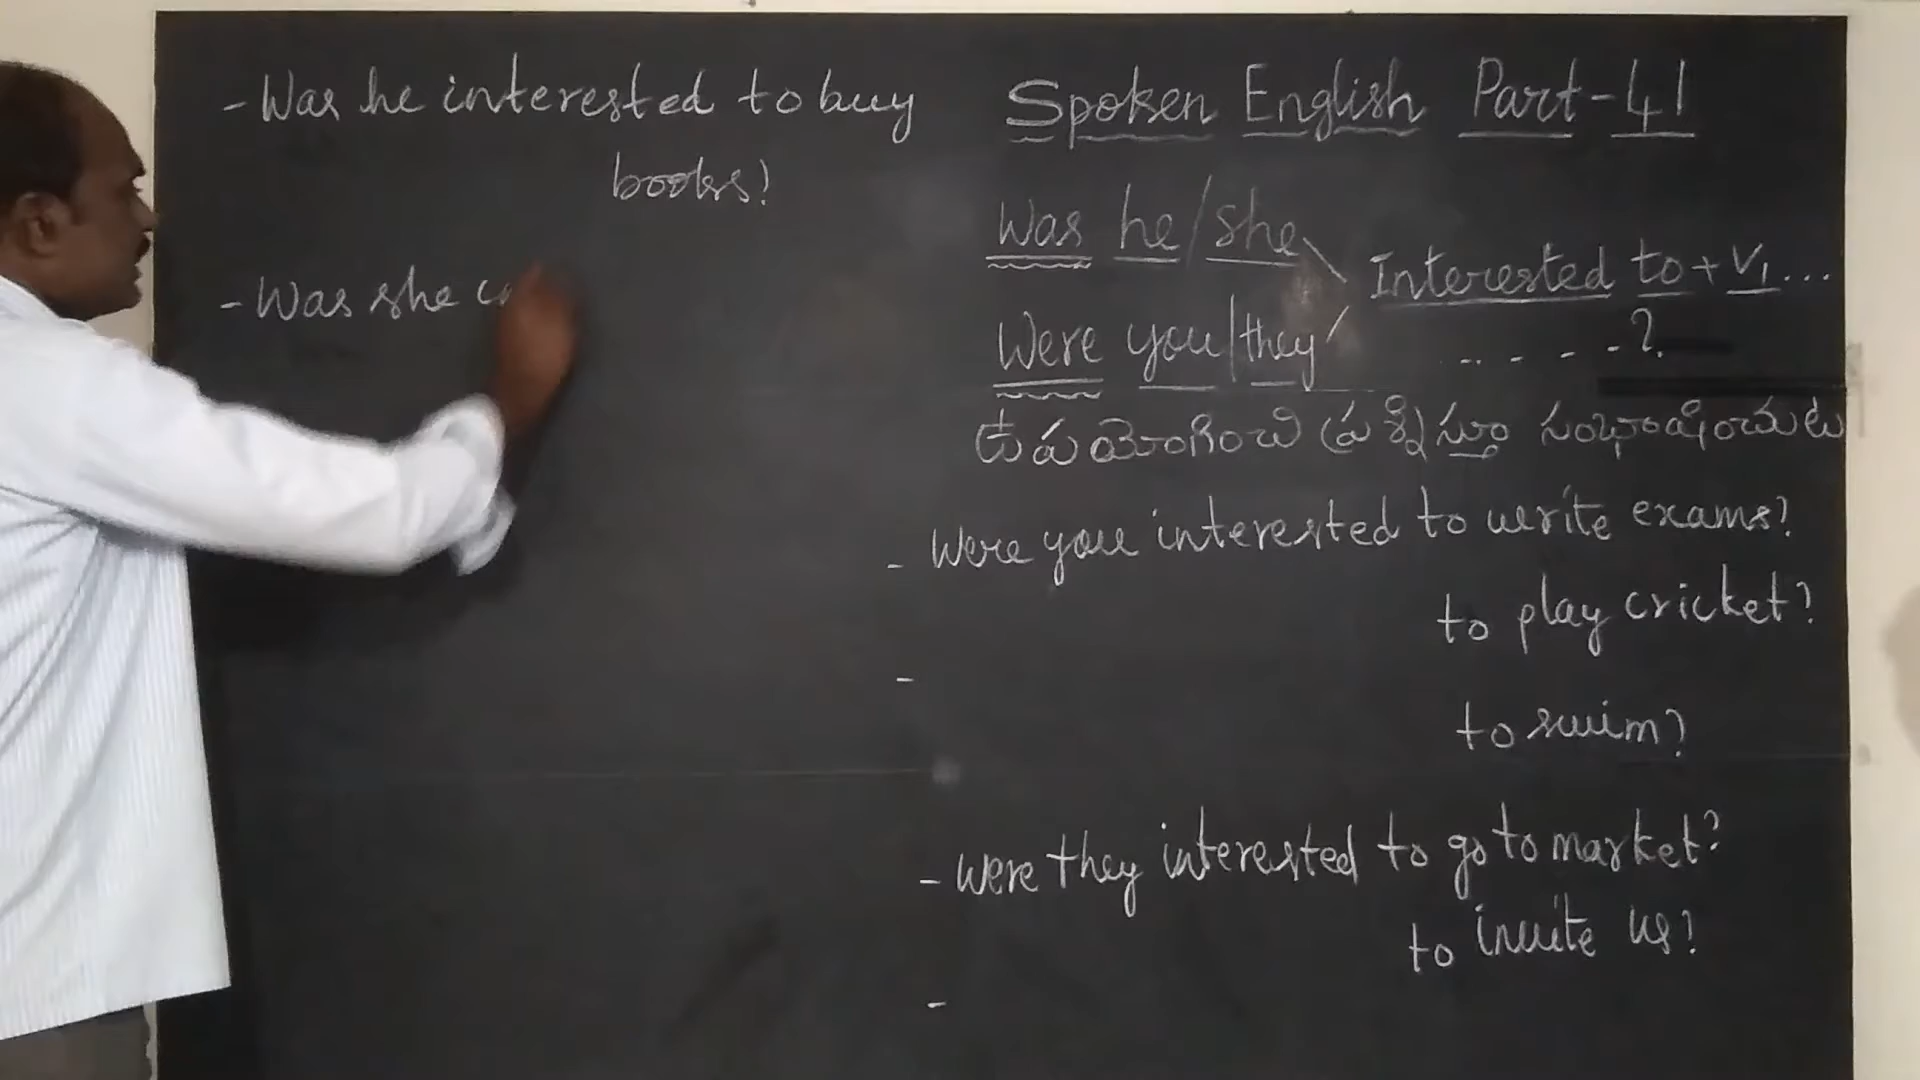 Spoken English Part-41
Was he/she
Interested to + V₁ ...
Were you/they
.. - - - - ?
ఉపయోగించి ప్రశ్నిస్తూ సంభాషించుట
- Were you interested to write exams?
to play cricket?
-
to swim?
- Were they interested to go to market?
to invite us?
-
- Was he interested to buy
books?
- Was she